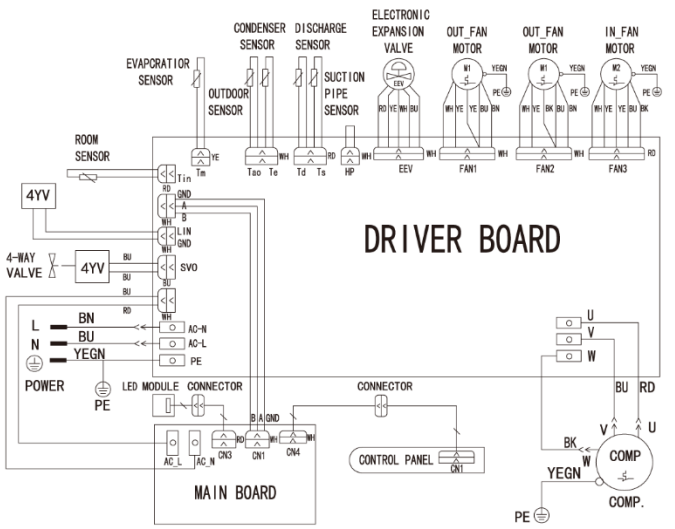 ELECTRONIC
EXPANSION
VALVE
OUT_FAN
MOTOR
OUT_FAN
MOTOR
IN_FAN
MOTOR
CONDENSER
SENSOR
DISCHARGE
SENSOR
EVAPCRATIOR
SENSOR
OUTDOOR
SENSOR
SUCTION
PIPE
SENSOR
EEV
M1
YEGN
PE
M1
YEGN
PE
M2
YEGN
PE
RD YE WH BU
WH YE YE BU BN
WH BK BU BN
WH YE YE BU BK
ROOM
SENSOR
YE
WH
RD
WH
WH
WH
WH
RD
Tm
Tao Te
Td Ts
HP
EEV
FAN1
FAN2
FAN3
Tin
RD
GND
A
B
WH
4YV
LIN
GND
WH
DRIVER BOARD
4-WAY
VALVE
4YV
BU
BU
SVO
BU
BU
RD
WH
L
BN
AC-N
N
BU
AC-L
YEGN
PE
POWER
PE
U
V
W
BU RD
LED MODULE
CONNECTOR
CONNECTOR
B A GND
V
U
BK
W
COMP
YEGN
COMP.
PE
RD
WH
WH
CN3
CN1
CN4
AC_L
AC_N
MAIN BOARD
CONTROL PANEL
CN1